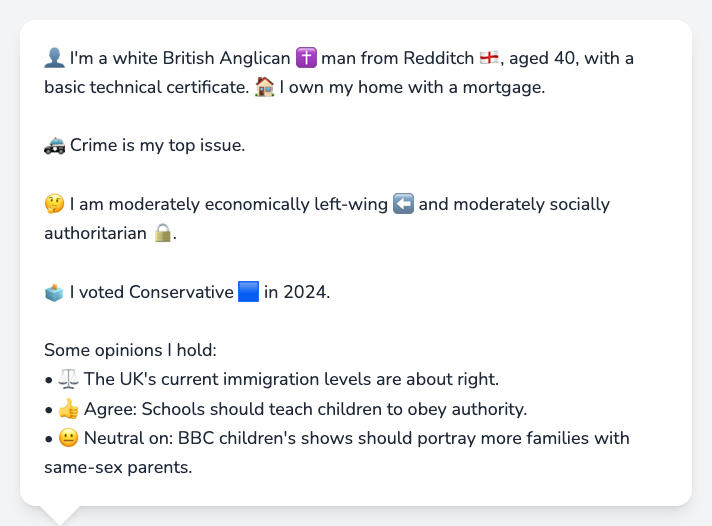 👤 I'm a white British Anglican ✝️ man from Redditch 🏴󠁧󠁢󠁥󠁮󠁧󠁿, aged 40, with a
basic technical certificate. 🏠 I own my home with a mortgage.
🚓 Crime is my top issue.
🤔 I am moderately economically left-wing ⬅️ and moderately socially
authoritarian 🔒.
🗳️ I voted Conservative 🟦 in 2024.
Some opinions I hold:
• ⚖️ The UK's current immigration levels are about right.
• 👍 Agree: Schools should teach children to obey authority.
• 😐 Neutral on: BBC children's shows should portray more families with
same-sex parents.